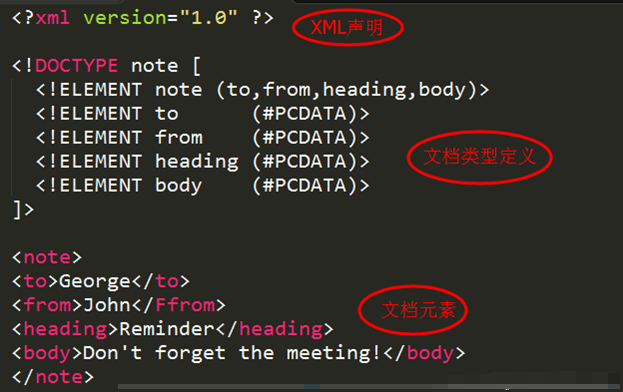 <?xml version="1.0" ?>
XML声明
<!DOCTYPE note [
<!ELEMENT note (to,from,heading,body)>
<!ELEMENT to      (#PCDATA)>
<!ELEMENT from    (#PCDATA)>
<!ELEMENT heading (#PCDATA)>
文档类型定义
<!ELEMENT body    (#PCDATA)>
]>
<note>
<to>George</to>
<from>John</Ffrom>
文档元素
<heading>Reminder</heading>
<body>Don't forget the meeting!</body>
</note>